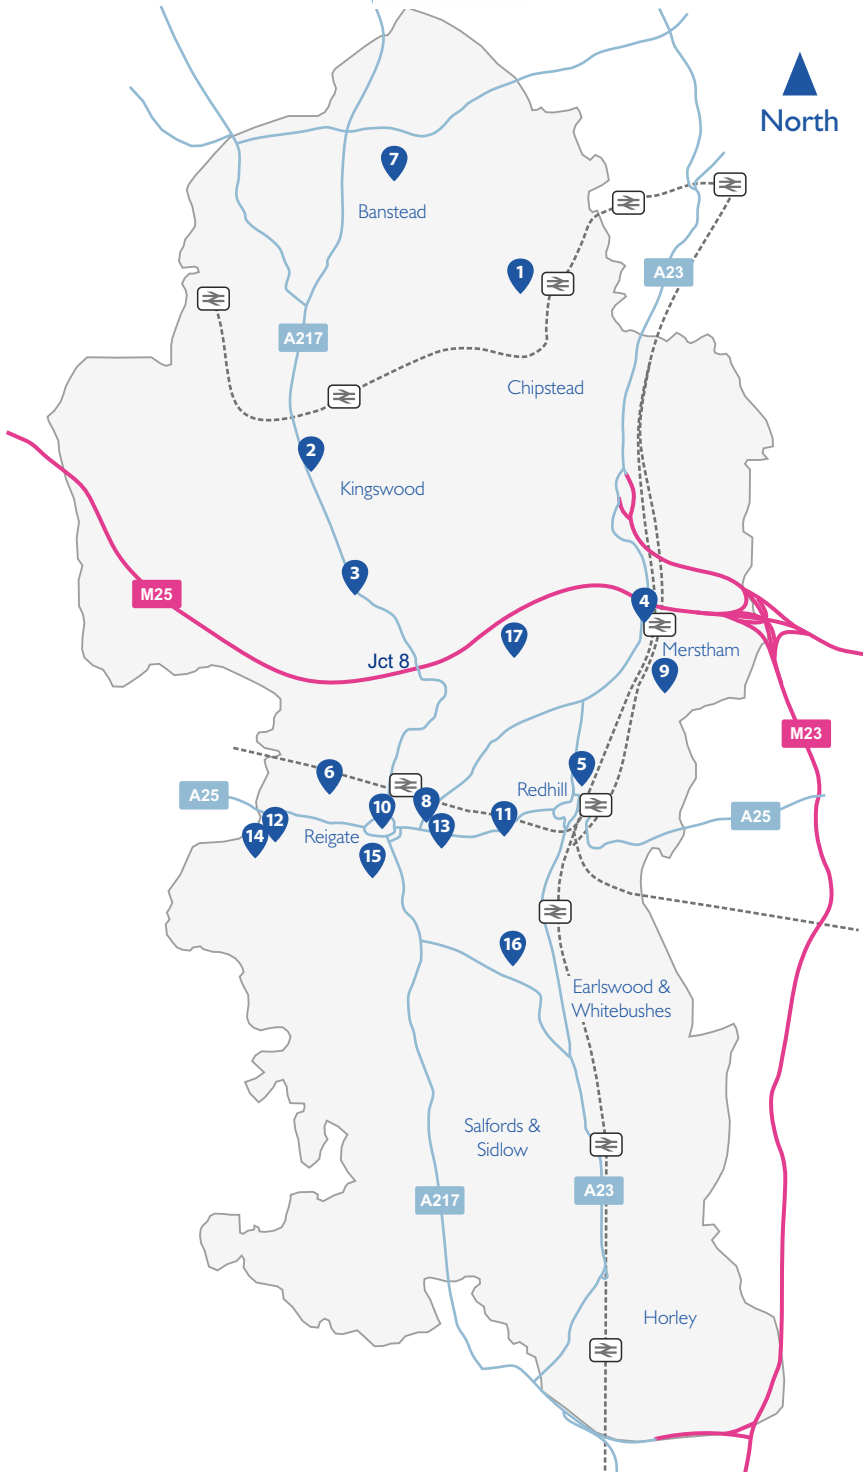 North
7
Banstead
1
A23
A217
Chipstead
2
Kingswood
3
M25
4
17
Jct 8
Merstham
9
M23
5
6
Redhill
A25
8
10
11
12
13
A25
14
Reigate
15
16
Earlswood &
Whitebushes
Salfords &
Sidlow
A217
A23
Horley